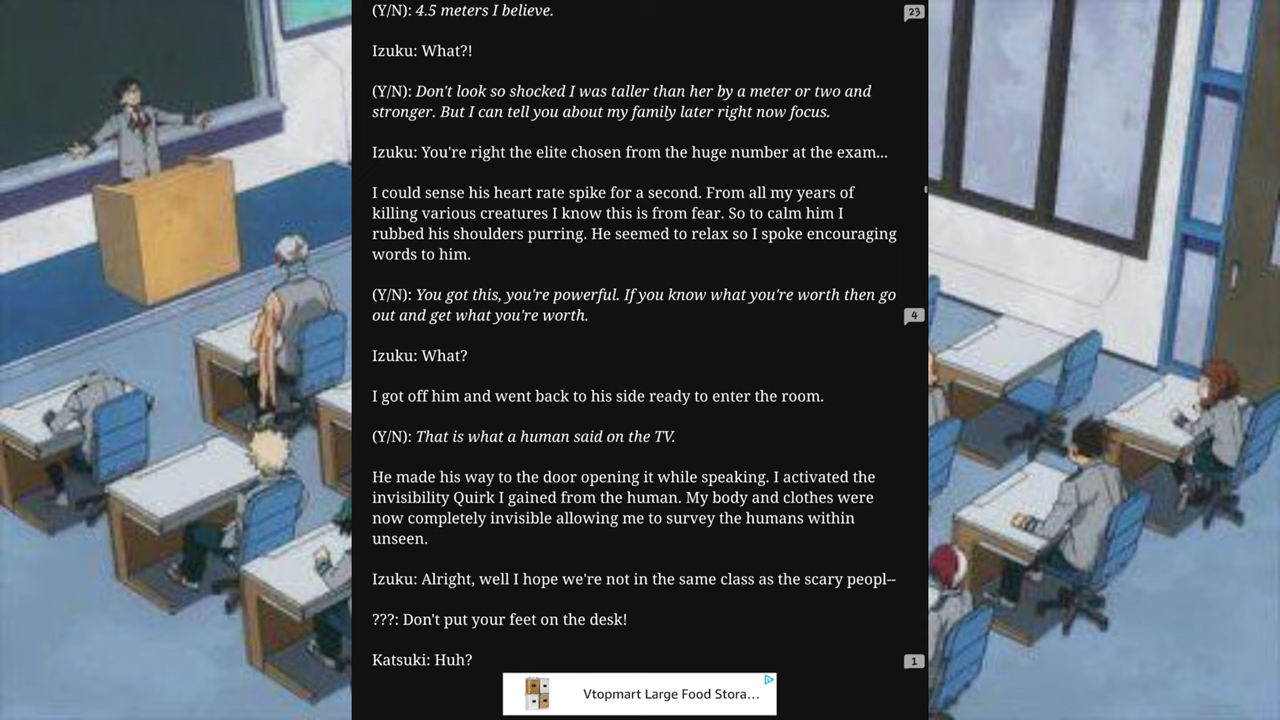 (Y/N): 4.5 meters I believe.
23
Izuku: What?!
(Y/N): Don't look so shocked I was taller than her by a meter or two and
stronger. But I can tell you about my family later right now focus.
Izuku: You're right the elite chosen from the huge number at the exam...
I could sense his heart rate spike for a second. From all my years of
killing various creatures I know this is from fear. So to calm him I
rubbed his shoulders purring. He seemed to relax so I spoke encouraging
words to him.
(Y/N): You got this, you're powerful. If you know what you're worth then go
out and get what you're worth.
4
Izuku: What?
I got off him and went back to his side ready to enter the room.
(Y/N): That is what a human said on the TV.
He made his way to the door opening it while speaking. I activated the
invisibility Quirk I gained from the human. My body and clothes were
now completely invisible allowing me to survey the humans within
unseen.
Izuku: Alright, well I hope we're not in the same class as the scary peopl--
???: Don't put your feet on the desk!
Katsuki: Huh?
1
Vtopmart Large Food Stora...